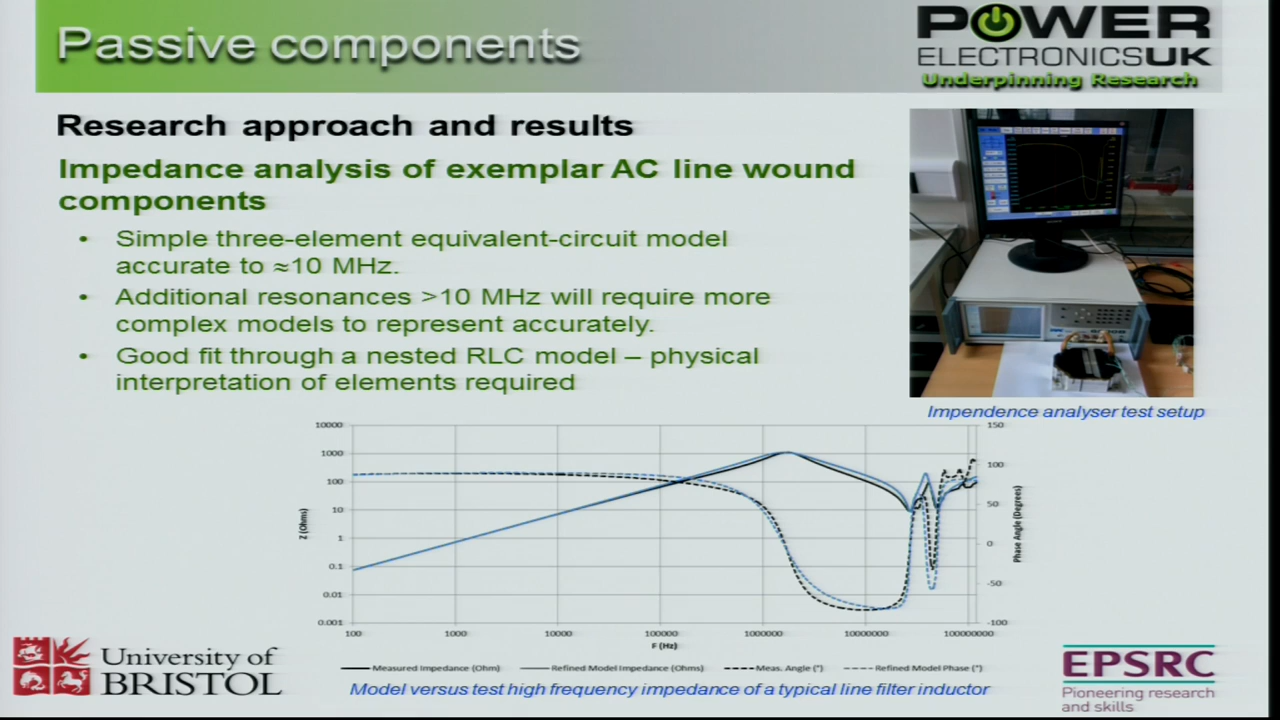 Passive components
POWER
ELECTRONICSUK
Underpinning Research
Research approach and results
Impedance analysis of exemplar AC line wound
components
• Simple three-element equivalent-circuit model
accurate to ≈10 MHz.
• Additional resonances >10 MHz will require more
complex models to represent accurately.
• Good fit through a nested RLC model – physical
interpretation of elements required
Impendence analyser test setup
10000
1000
100
10
1
0.1
0.01
0.001
Z (Ohms)
150
100
50
0
-50
-100
Phase Angle (Degrees)
100 1000 10000 100000 1000000 10000000 100000000
F (Hz)
Measured Impedance (Ohm) Refined Model Impedance (Ohms) Meas. Angle (°) Refined Model Phase (°)
Model versus test high frequency impedance of a typical line filter inductor
University of
BRISTOL
EPSRC
Pioneering research
and skills